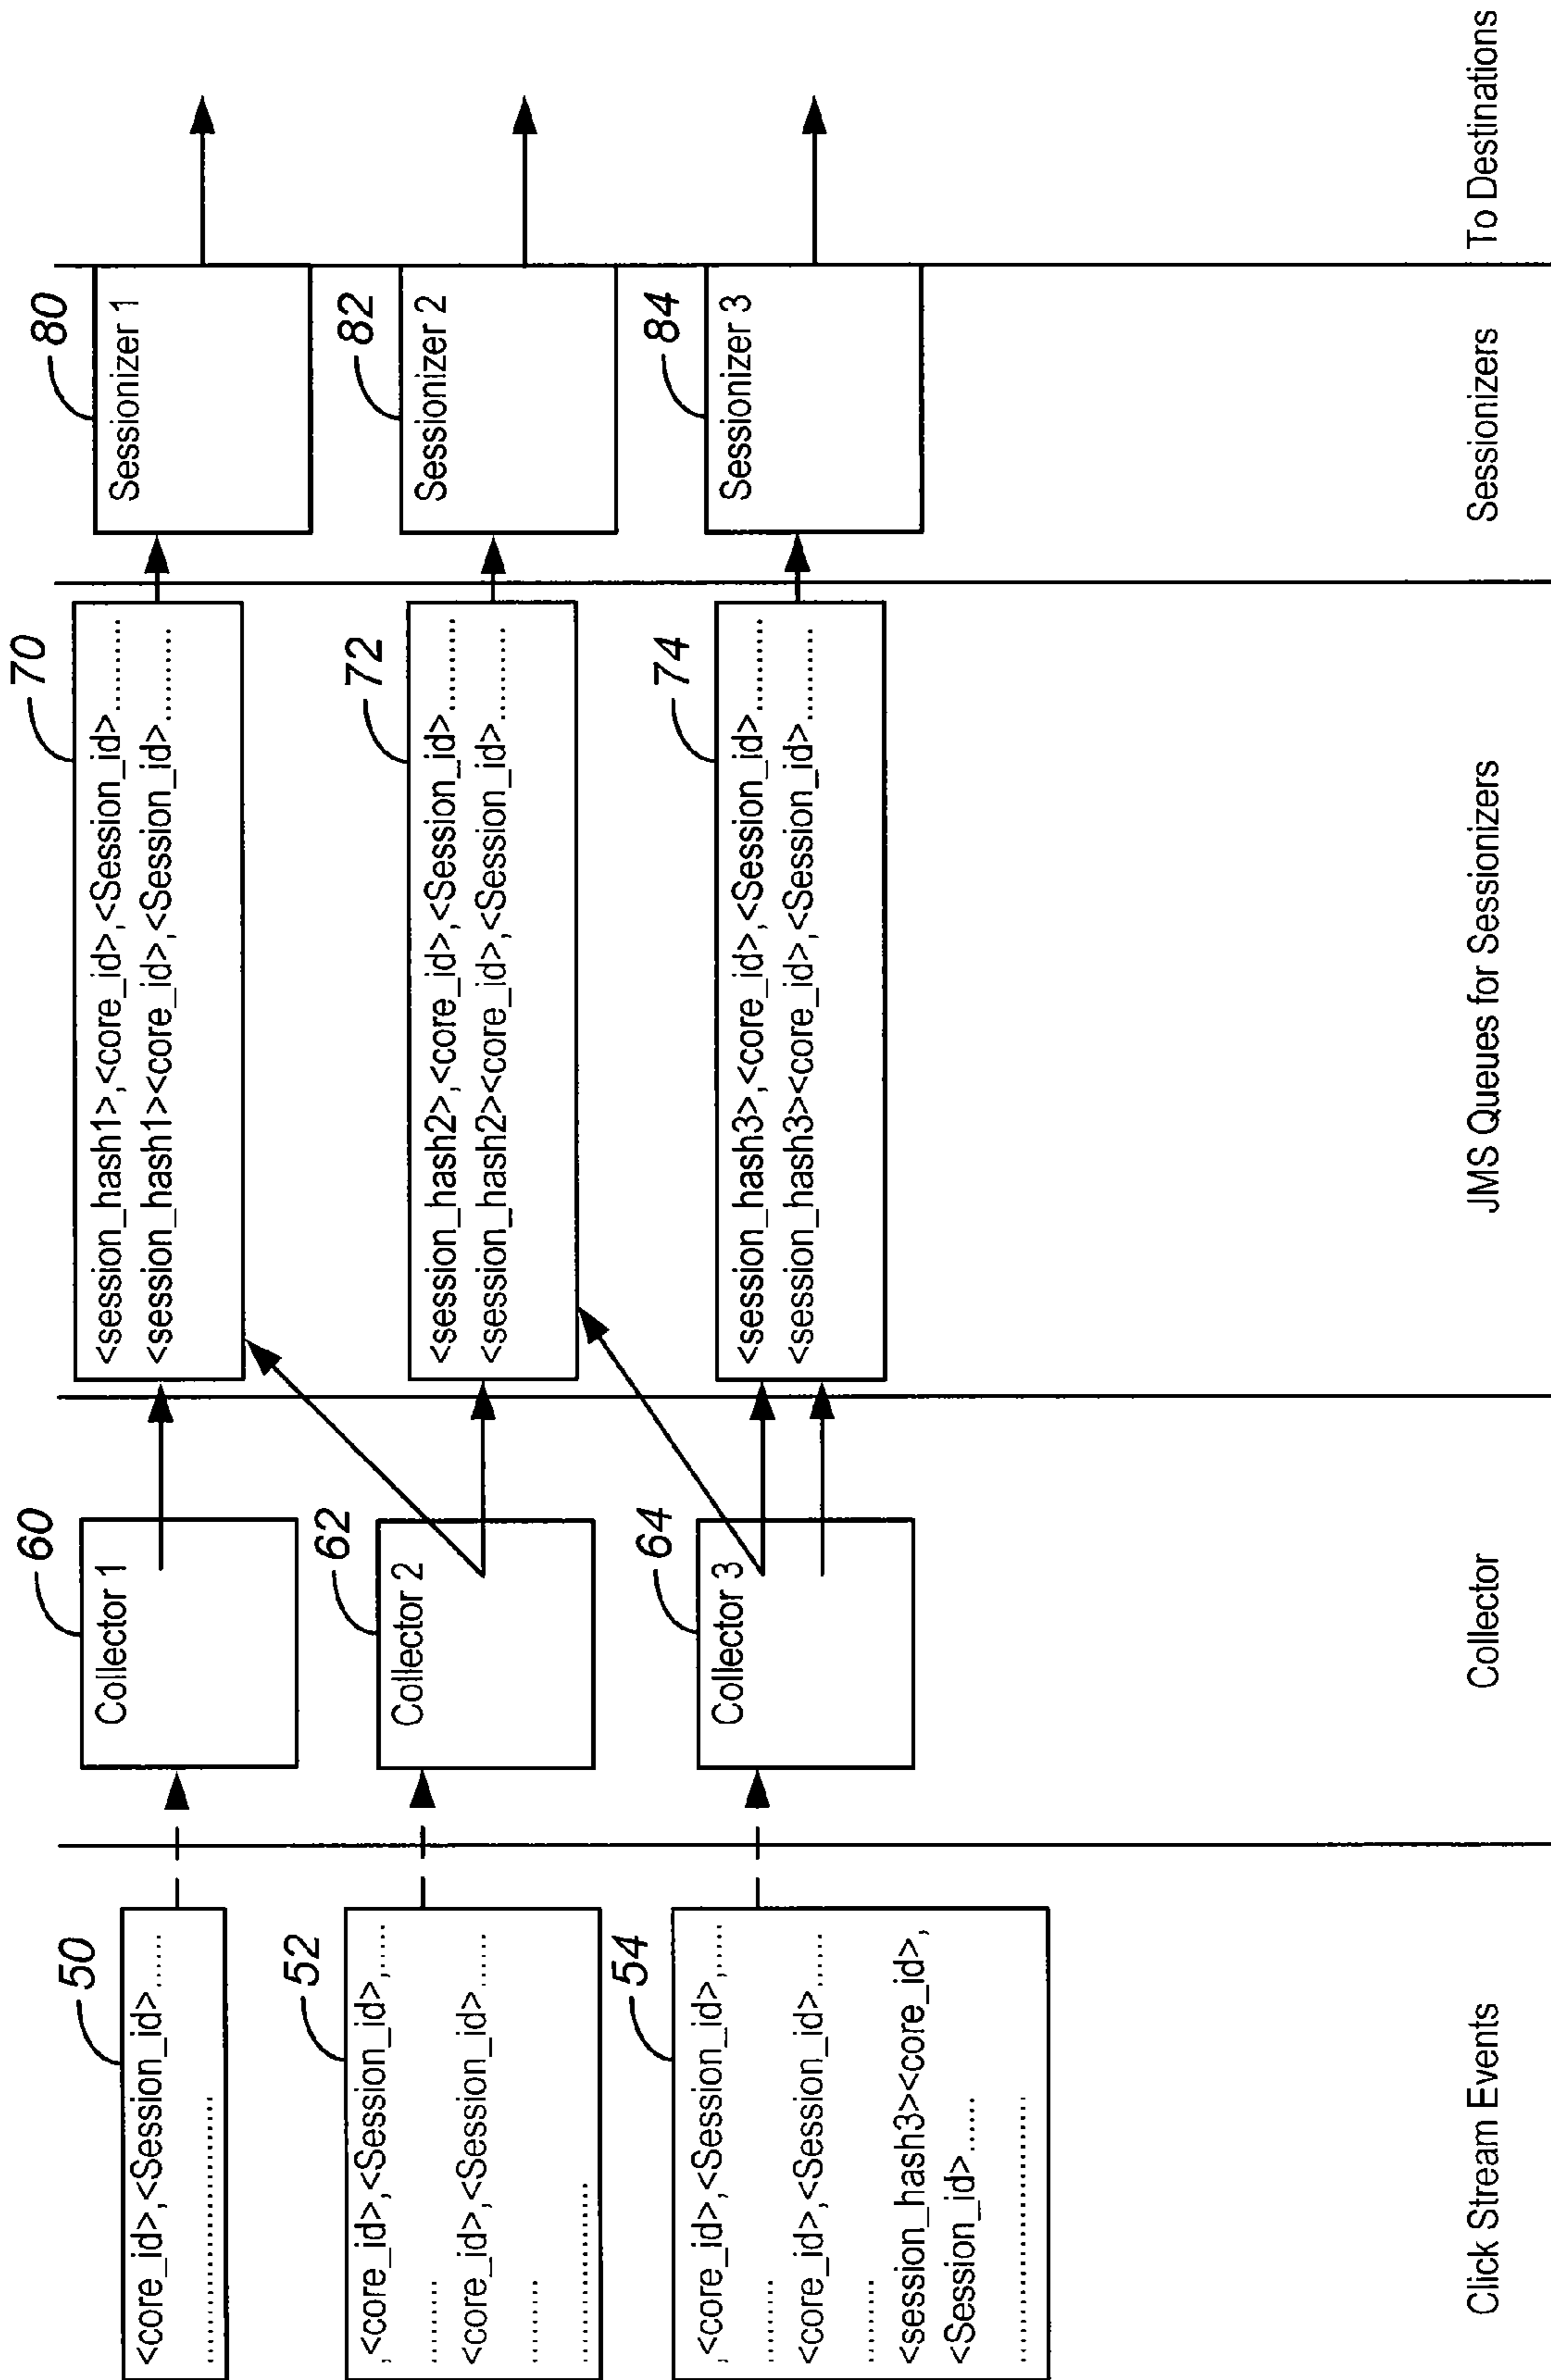 50
<core_id>,<Session_id>......
..............................
52
, <core_id>,<Session_id>,.....
.........
<core_id>,<Session_id>......
.........
....................
54
, <core_id>,<Session_id>,.....
.........
<core_id>,<Session_id>......
.........
<session_hash3><core_id>,
<Session_id>......
..............................
Click Stream Events
60
Collector 1
62
Collector 2
64
Collector 3
Collector
70
<session_hash1>,<core_id>,<Session_id>..........
<session_hash1><core_id>,<Session_id>..........
72
<session_hash2>,<core_id>,<Session_id>..........
<session_hash2><core_id>,<Session_id>..........
74
<session_hash3>,<core_id>,<Session_id>..........
<session_hash3><core_id>,<Session_id>..........
JMS Queues for Sessionizers
80
Sessionizer 1
82
Sessionizer 2
84
Sessionizer 3
Sessionizers
To Destinations